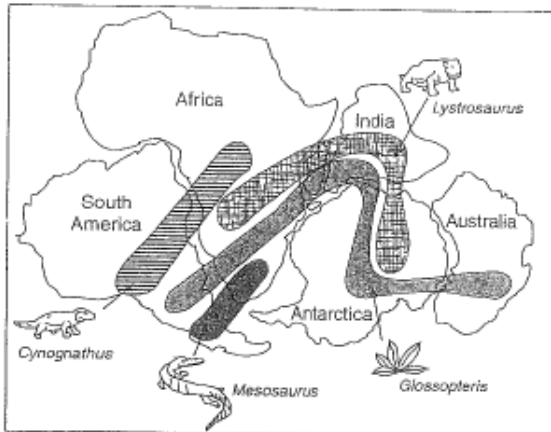 Africa
Lystrosaurus
India
South
America
Australia
Antarctica
Cynognathus
Mesosaurus
Glossopteris